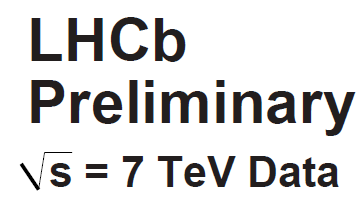 LHCb
Preliminary
√s = 7 TeV Data